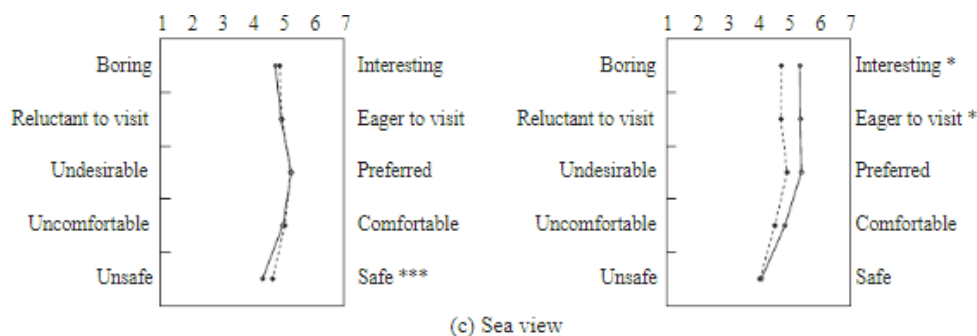 1 2 3 4 5 6 7
Boring Interesting
Reluctant to visit Eager to visit
Undesirable Preferred
Uncomfortable Comfortable
Unsafe Safe ***
1 2 3 4 5 6 7
Boring Interesting *
Reluctant to visit Eager to visit *
Undesirable Preferred
Uncomfortable Comfortable
Unsafe Safe
(c) Sea view